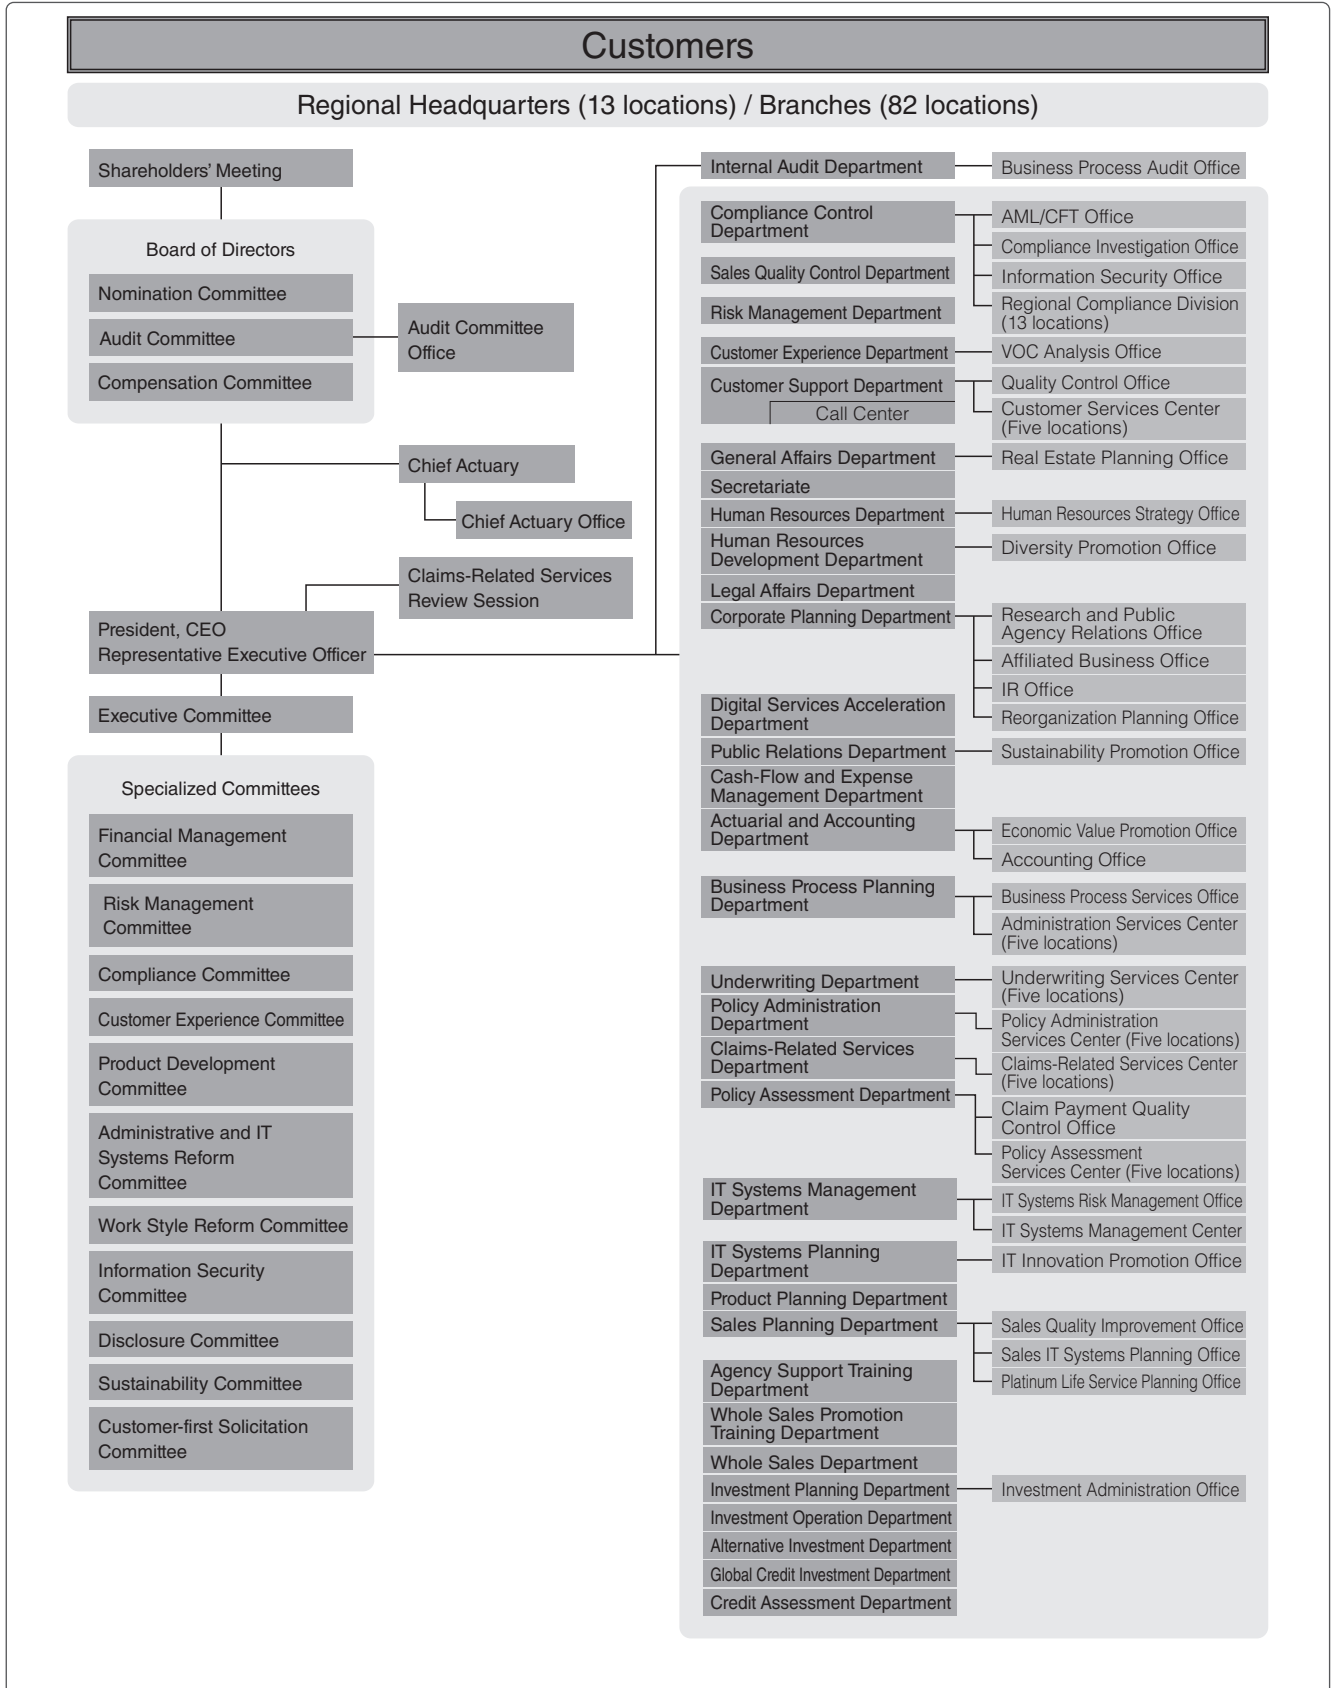 Customers
Regional Headquarters (13 locations) / Branches (82 locations)
Shareholders' Meeting
Board of Directors
Nomination Committee
Audit Committee
Compensation Committee
Audit Committee
Office
Chief Actuary
Chief Actuary Office
Claims-Related Services
Review Session
President, CEO
Representative Executive Officer
Executive Committee
Specialized Committees
Financial Management
Committee
Risk Management
Committee
Compliance Committee
Customer Experience Committee
Product Development
Committee
Administrative and IT
Systems Reform
Committee
Work Style Reform Committee
Information Security
Committee
Disclosure Committee
Sustainability Committee
Customer-first Solicitation
Committee
Internal Audit Department
Business Process Audit Office
Compliance Control
Department
AML/CFT Office
Compliance Investigation Office
Information Security Office
Regional Compliance Division
(13 locations)
Sales Quality Control Department
Risk Management Department
Customer Experience Department
VOC Analysis Office
Customer Support Department
Call Center
Quality Control Office
Customer Services Center
(Five locations)
General Affairs Department
Real Estate Planning Office
Secretariate
Human Resources Department
Human Resources Strategy Office
Human Resources
Development Department
Diversity Promotion Office
Legal Affairs Department
Corporate Planning Department
Research and Public
Agency Relations Office
Affiliated Business Office
IR Office
Reorganization Planning Office
Digital Services Acceleration
Department
Public Relations Department
Sustainability Promotion Office
Cash-Flow and Expense
Management Department
Actuarial and Accounting
Department
Economic Value Promotion Office
Accounting Office
Business Process Planning
Department
Business Process Services Office
Administration Services Center
(Five locations)
Underwriting Department
Underwriting Services Center
(Five locations)
Policy Administration
Department
Policy Administration
Services Center (Five locations)
Claims-Related Services
Department
Claims-Related Services Center
(Five locations)
Policy Assessment Department
Claim Payment Quality
Control Office
Policy Assessment
Services Center (Five locations)
IT Systems Management
Department
IT Systems Risk Management Office
IT Systems Management Center
IT Systems Planning
Department
IT Innovation Promotion Office
Product Planning Department
Sales Planning Department
Sales Quality Improvement Office
Sales IT Systems Planning Office
Platinum Life Service Planning Office
Agency Support Training
Department
Whole Sales Promotion
Training Department
Whole Sales Department
Investment Planning Department
Investment Administration Office
Investment Operation Department
Alternative Investment Department
Global Credit Investment Department
Credit Assessment Department